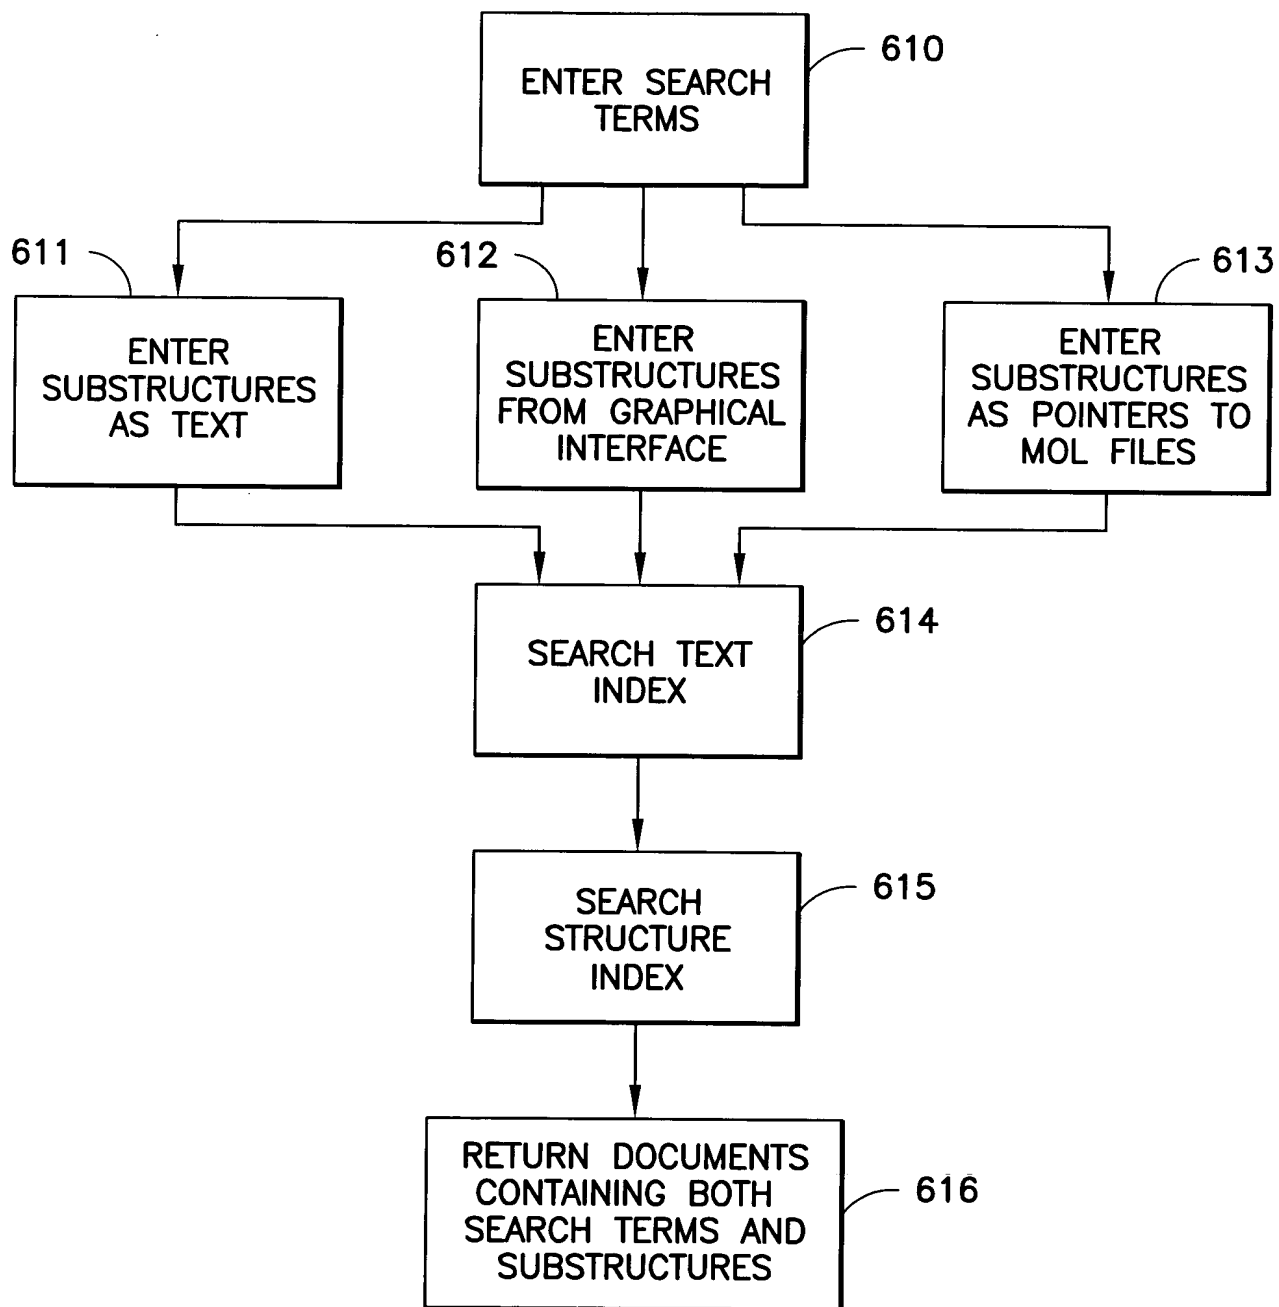 610
ENTER SEARCH
TERMS
611
612
613
ENTER
SUBSTRUCTURES
AS TEXT
ENTER
SUBSTRUCTURES
FROM GRAPHICAL
INTERFACE
ENTER
SUBSTRUCTURES
AS POINTERS TO
MOL FILES
614
SEARCH TEXT
INDEX
615
SEARCH
STRUCTURE
INDEX
616
RETURN DOCUMENTS
CONTAINING BOTH
SEARCH TERMS AND
SUBSTRUCTURES